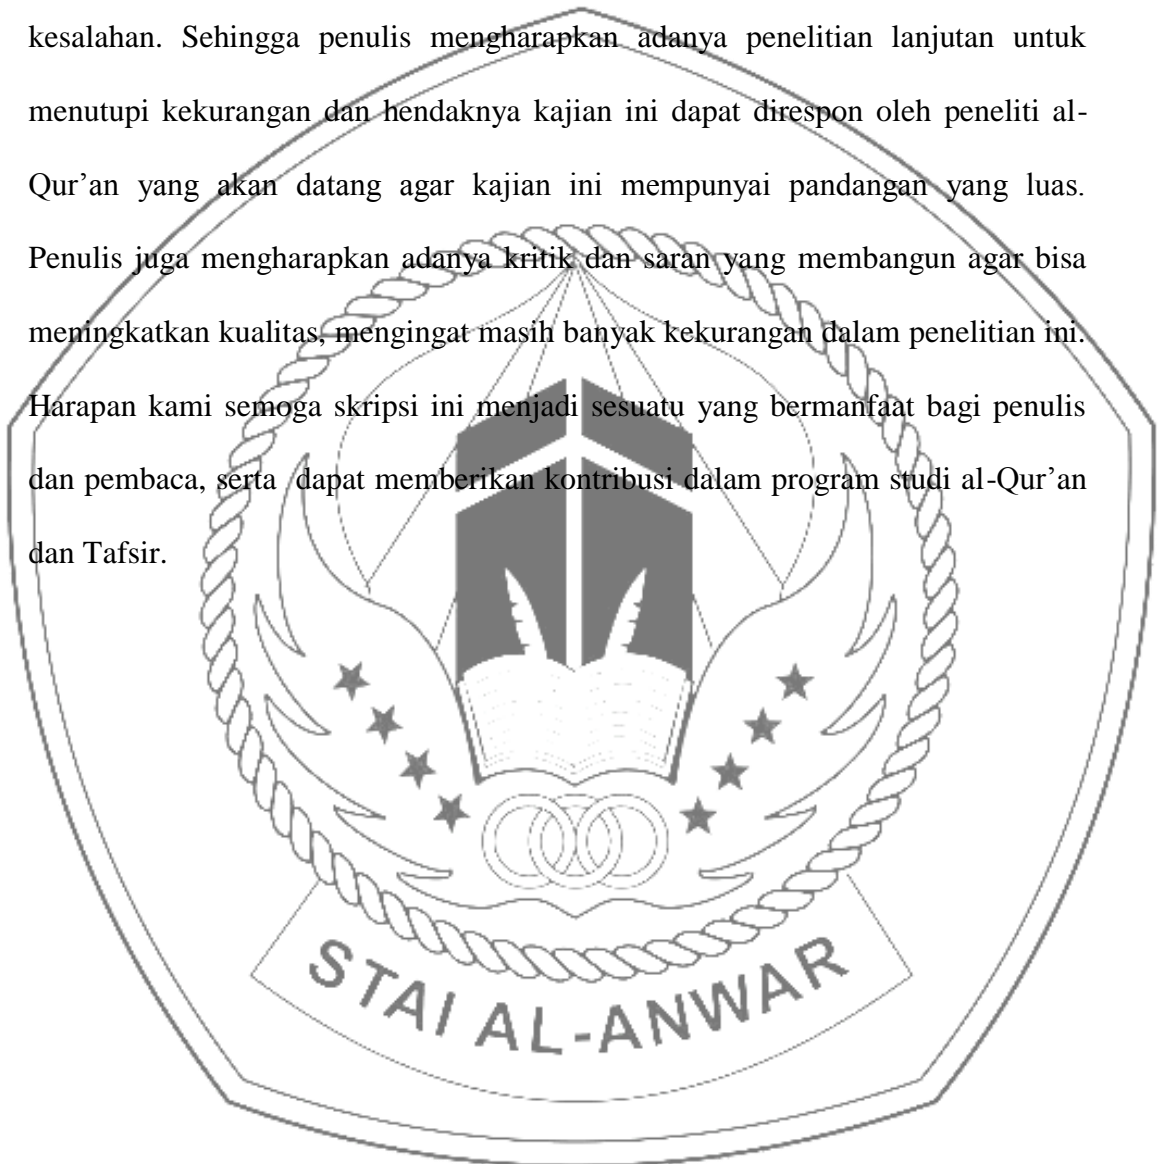 kesalahan. Sehingga penulis mengharapkan adanya penelitian lanjutan untuk
menutupi kekurangan dan hendaknya kajian ini dapat direspon oleh peneliti al-
Qur’an yang akan datang agar kajian ini mempunyai pandangan yang luas.
Penulis juga mengharapkan adanya kritik dan saran yang membangun agar bisa
meningkatkan kualitas, mengingat masih banyak kekurangan dalam penelitian ini.
Harapan kami semoga skripsi ini menjadi sesuatu yang bermanfaat bagi penulis
dan pembaca, serta dapat memberikan kontribusi dalam program studi al-Qur’an
dan Tafsir.
STAI AL-ANWAR